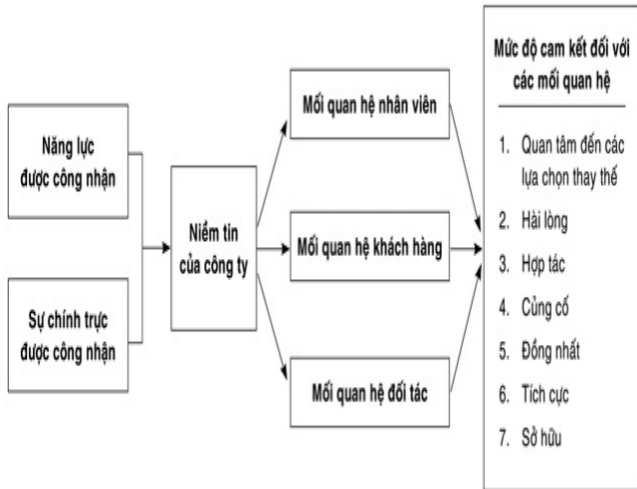 Năng lực
được công nhận
Sự chính trực
được công nhận
Niềm tin
của công ty
Mối quan hệ nhân viên
Mối quan hệ khách hàng
Mối quan hệ đối tác
Mức độ cam kết đối với
các mối quan hệ
1. Quan tâm đến các
lựa chọn thay thế
2. Hài lòng
3. Hợp tác
4. Củng cố
5. Đồng nhất
6. Tích cực
7. Sở hữu